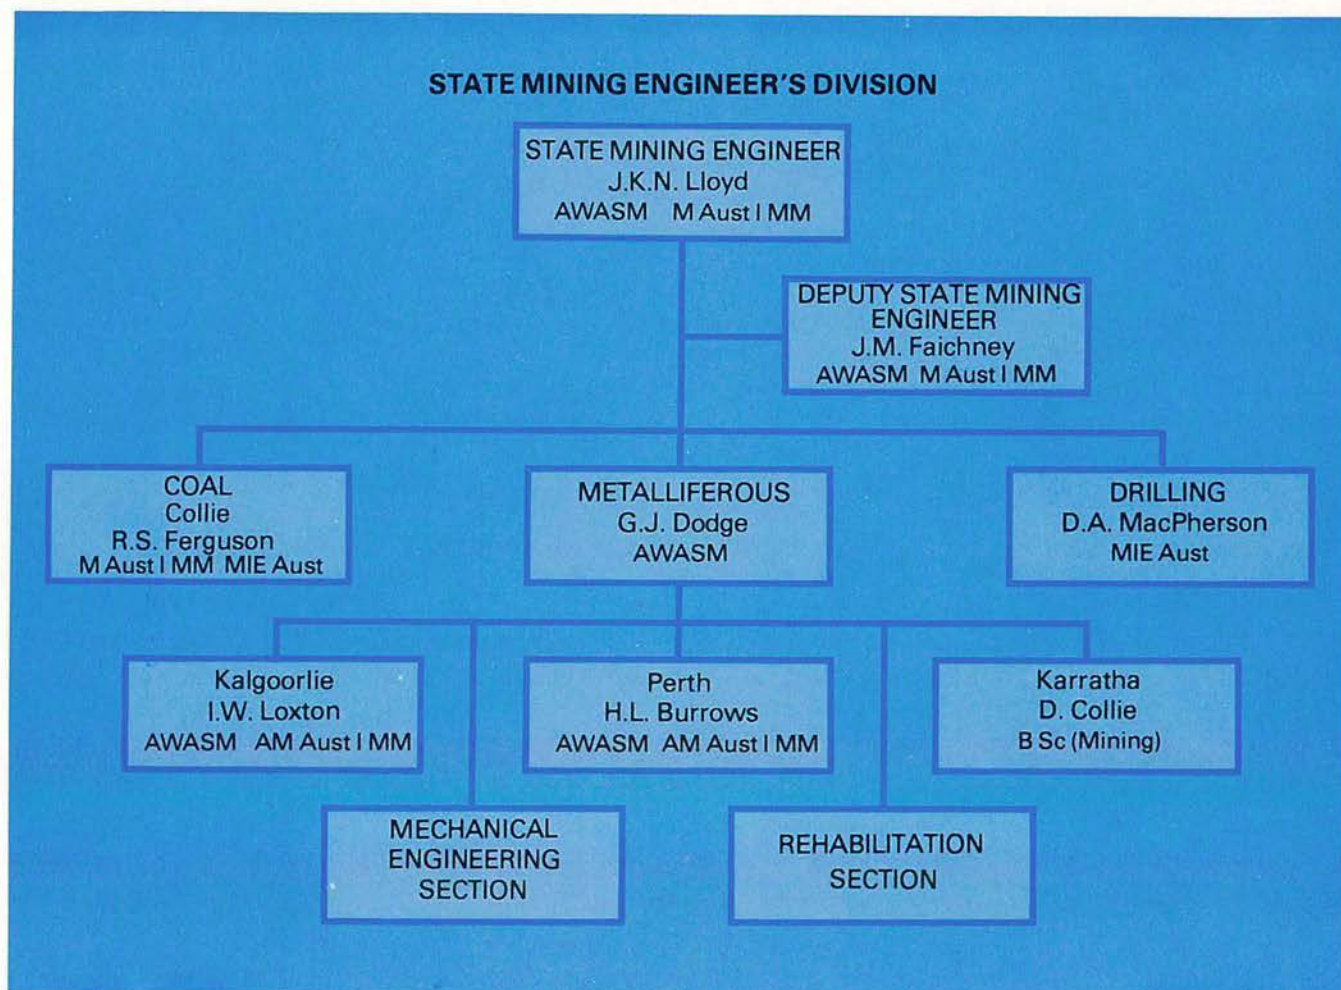 STATE MINING ENGINEER'S DIVISION
STATE MINING ENGINEER
J.K.N. Lloyd
AWASM M Aust I MM
DEPUTY STATE MINING
ENGINEER
J.M. Faichney
AWASM M Aust I MM
COAL
Collie
R.S. Ferguson
M Aust I MM MIE Aust
METALLIFEROUS
G.J. Dodge
AWASM
DRILLING
D.A. MacPherson
MIE Aust
Kalgoorlie
I.W. Loxton
AWASM AM Aust I MM
Perth
H.L. Burrows
AWASM AM Aust I MM
Karratha
D. Collie
B Sc (Mining)
MECHANICAL
ENGINEERING
SECTION
REHABILITATION
SECTION